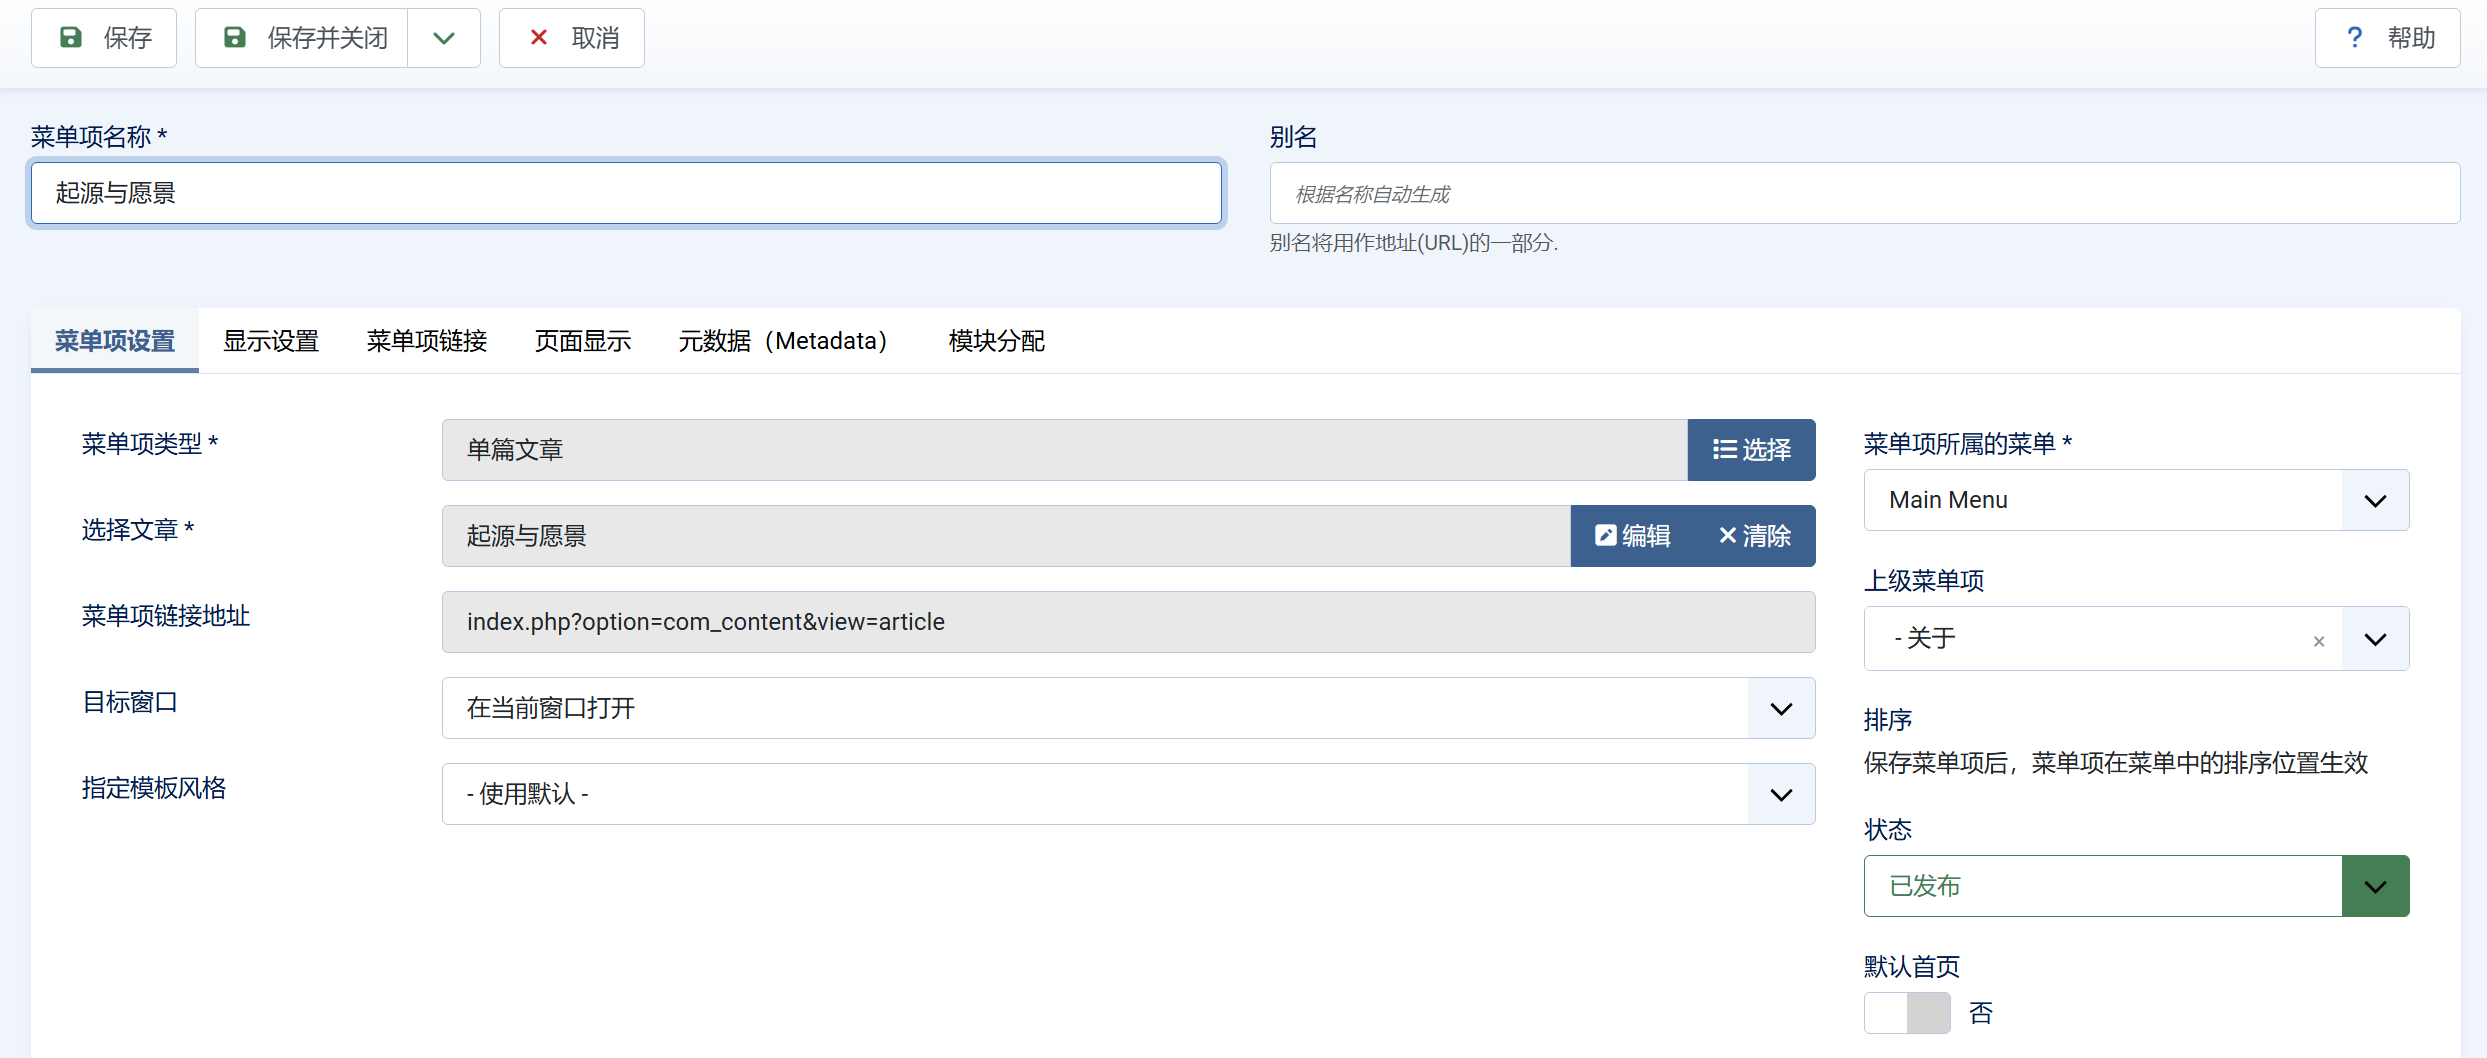 保存
保存并关闭
取消
? 帮助
菜单项名称 *
起源与愿景
别名
根据名称自动生成
别名将用作地址(URL)的一部分.
菜单项设置
显示设置
菜单项链接
页面显示
元数据（Metadata）
模块分配
菜单项类型 *
单篇文章
选择
选择文章 *
起源与愿景
编辑
清除
菜单项链接地址
index.php?option=com_content&view=article
目标窗口
在当前窗口打开
指定模板风格
- 使用默认 -
菜单项所属的菜单 *
Main Menu
上级菜单项
- 关于
排序
保存菜单项后，菜单项在菜单中的排序位置生效
状态
已发布
默认首页
否